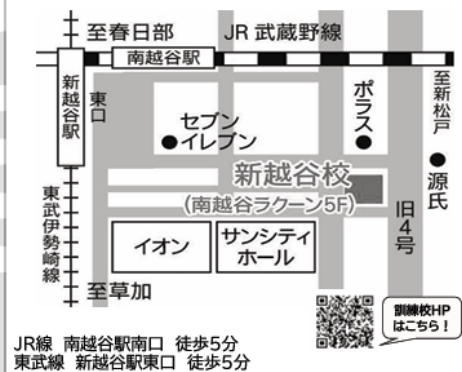 至春日部
JR 武蔵野線
南越谷駅
新越谷駅
東口
セブン
イレブン
ポラス
至新松戸
源氏
新越谷校
(南越谷ラクーン5F)
旧4号
東武伊勢崎線
イオン
サンシティ
ホール
至草加
訓練校HP
はこちら!
JR線 南越谷駅南口 徒歩5分
東武線 新越谷駅東口 徒歩5分